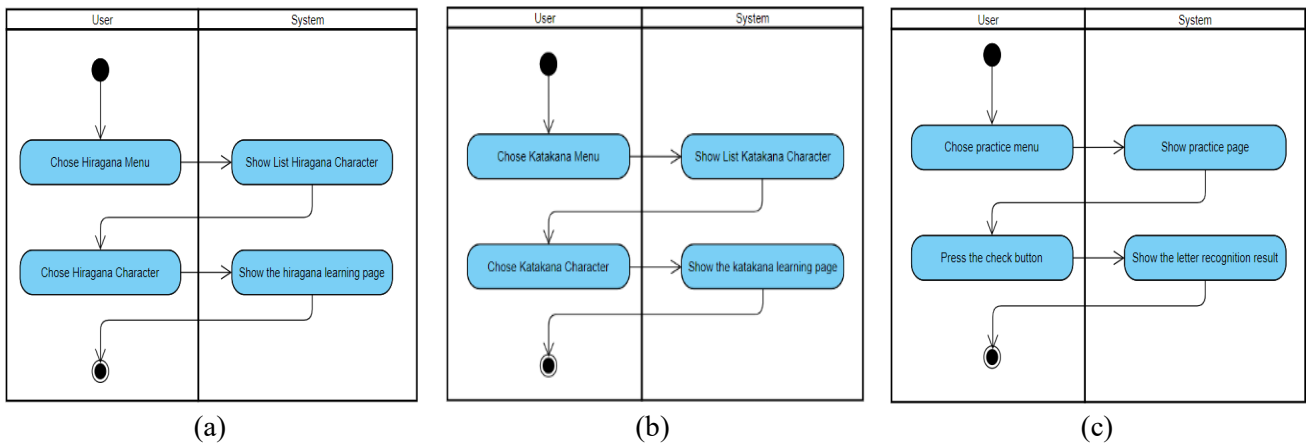 User
System
Chose Hiragana Menu
Show List Hiragana Character
Chose Hiragana Character
Show the hiragana learning page
(a)
User
System
Chose Katakana Menu
Show List Katakana Character
Chose Katakana Character
Show the katakana learning page
(b)
User
System
Chose practice menu
Show practice page
Press the check button
Show the letter recognition result
(c)